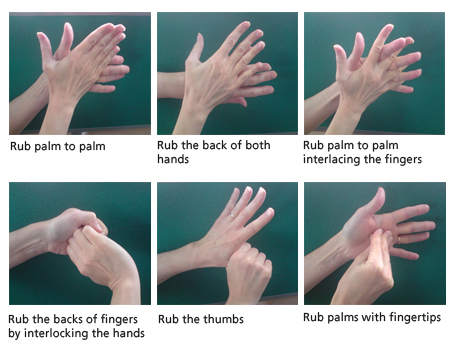 Rub palm to palm
Rub the back of both
hands
Rub palm to palm
interlacing the fingers
Rub the backs of fingers
by interlocking the hands
Rub the thumbs
Rub palms with fingertips